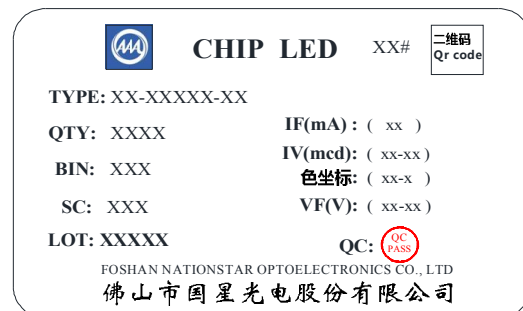 CHIP LED XX# 二维码
Qr code
TYPE: XX-XXXXX-XX
QTY: XXXX
BIN: XXX
SC: XXX
LOT: XXXXX
IF(mA) : ( xx )
IV(mcd): ( xx-xx )
色坐标: ( xx-x )
VF(V): ( xx-xx )
QC: QC
PASS
FOSHAN NATIONSTAR OPTOELECTRONICS CO., LTD
佛山市国星光电股份有限公司